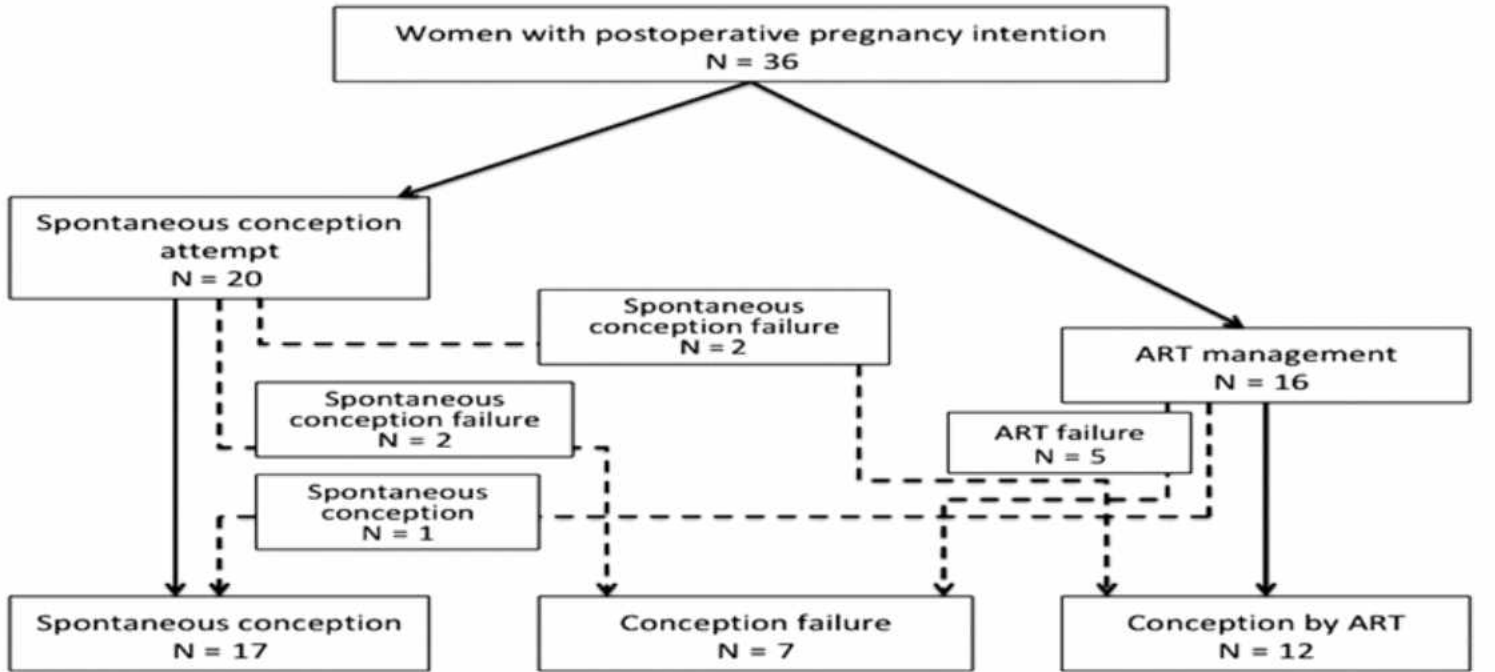 Women with postoperative pregnancy intention
N = 36
Spontaneous conception
attempt
N = 20
Spontaneous
conception failure
N = 2
ART management
N = 16
Spontaneous
conception failure
N = 2
ART failure
N = 5
Spontaneous
conception
N = 1
Spontaneous conception
N = 17
Conception failure
N = 7
Conception by ART
N = 12